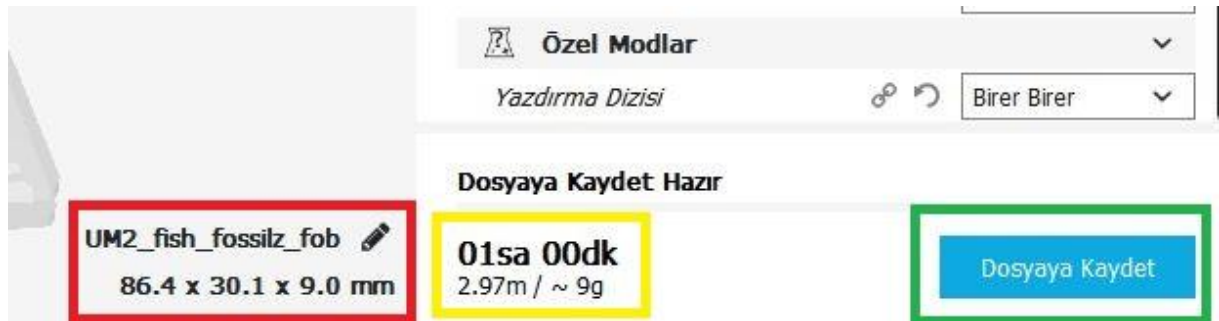 Özel Modlar
Yazdırma Dizisi
Birer Birer
Dosyaya Kaydet Hazır
UM2_fish_fossilz_fob
86.4 x 30.1 x 9.0 mm
01sa 00dk
2.97m / ~ 9g
Dosyaya Kaydet